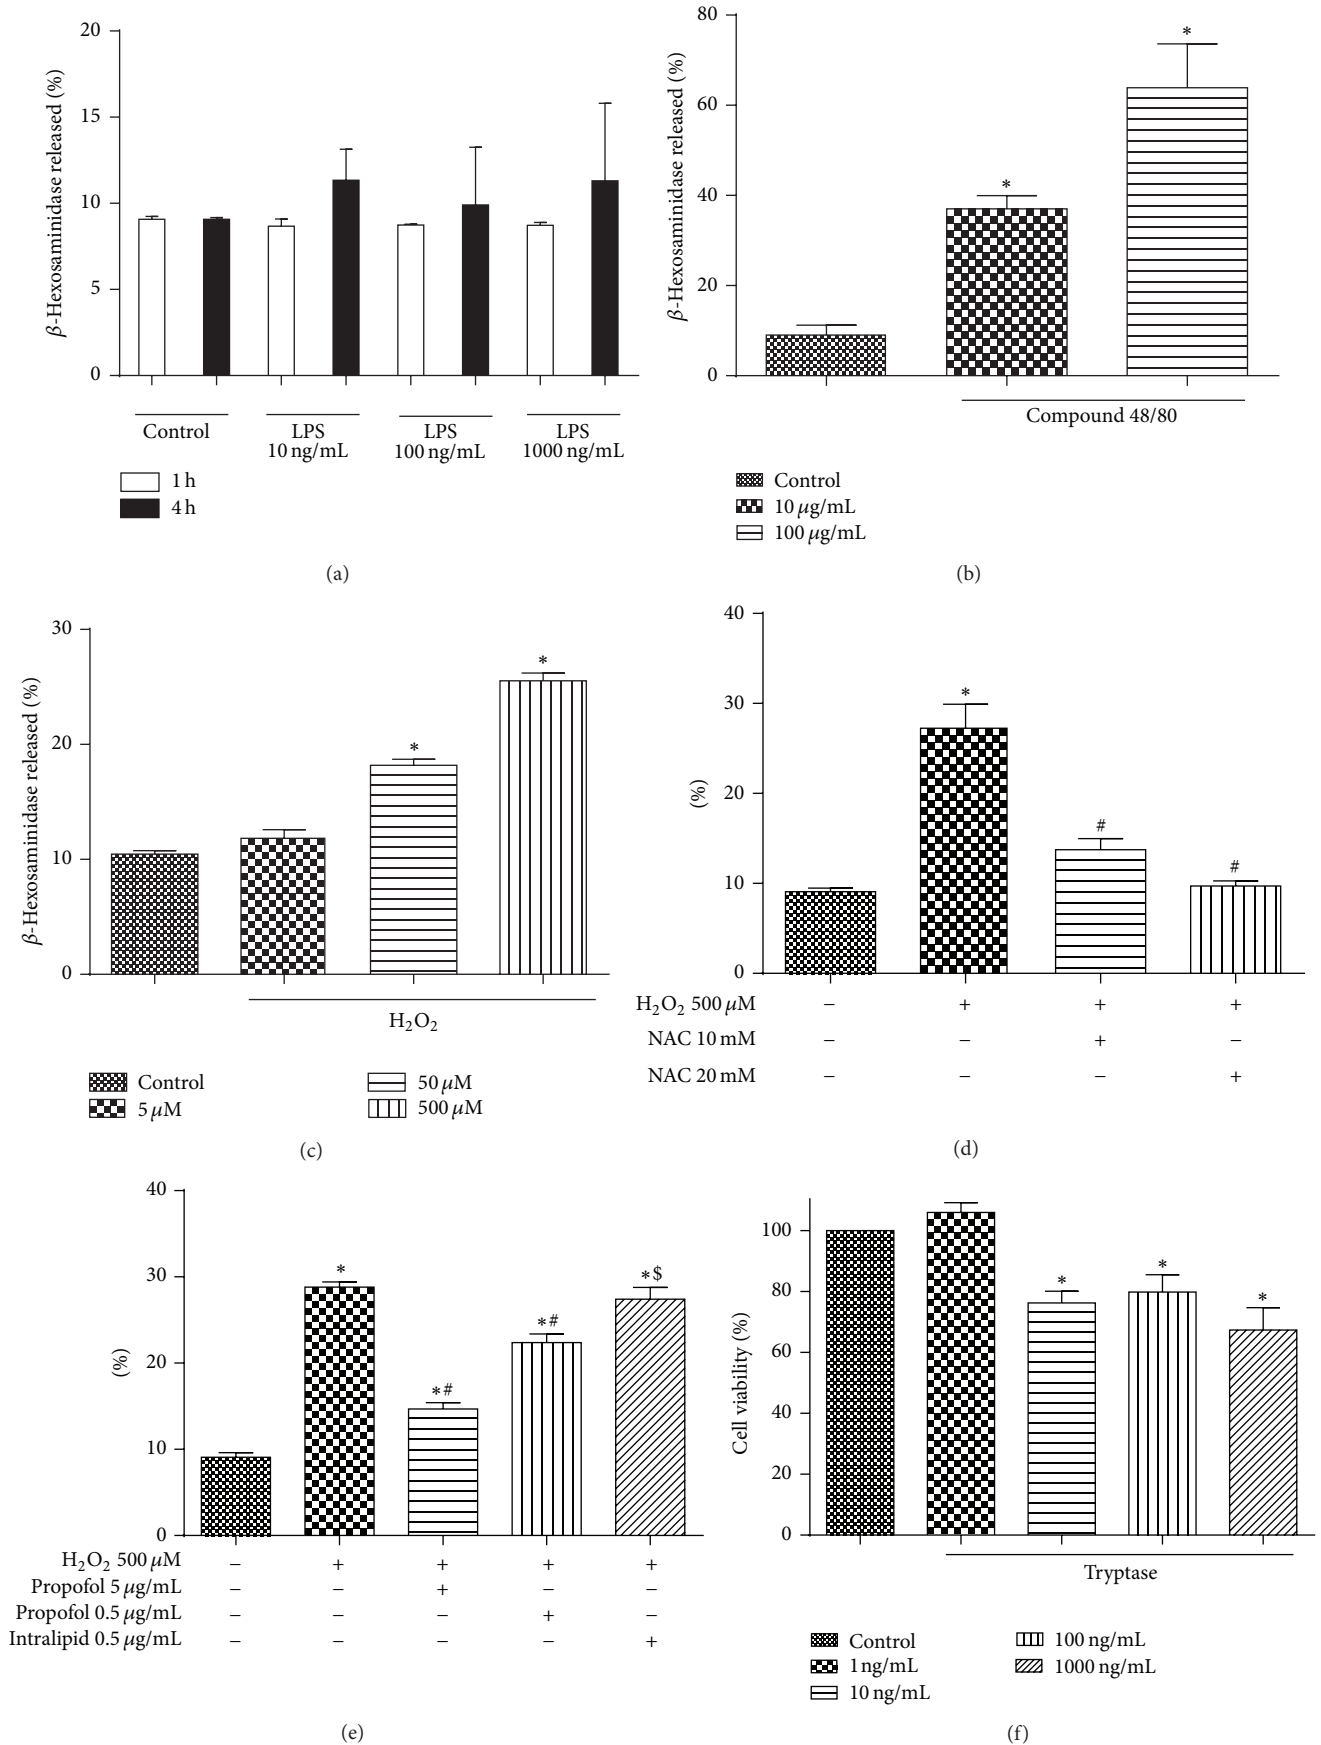 20
15
10
5
0
β-Hexosaminidase released (%)
Control
LPS
10 ng/mL
LPS
100 ng/mL
LPS
1000 ng/mL
1 h
4 h
(a)
80
60
40
20
0
β-Hexosaminidase released (%)
*
*
Compound 48/80
Control
10 μg/mL
100 μg/mL
(b)
30
20
10
0
β-Hexosaminidase released (%)
*
*
H₂O₂
Control
5 μM
50 μM
500 μM
(c)
40
30
20
10
0
(%)
*
#
#
H₂O₂ 500 μM − + + +
NAC 10 mM − − + −
NAC 20 mM − − − +
(d)
40
30
20
10
0
(%)
*
*#
*#
*$
H₂O₂ 500 μM − + + + +
Propofol 5 μg/mL − − + − −
Propofol 0.5 μg/mL − − − + −
Intralipid 0.5 μg/mL − − − − +
(e)
100
80
60
40
20
0
Cell viability (%)
*
*
*
Tryptase
Control
1 ng/mL
10 ng/mL
100 ng/mL
1000 ng/mL
(f)